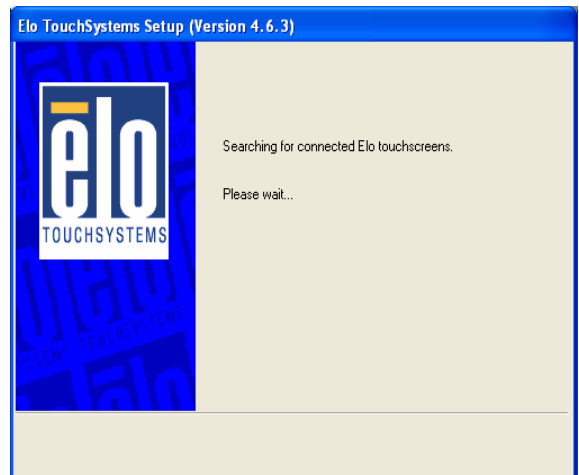 Elo TouchSystems Setup (Version 4.6.3)
ēlo
TOUCHSYSTEMS
Searching for connected Elo touchscreens.
Please wait...